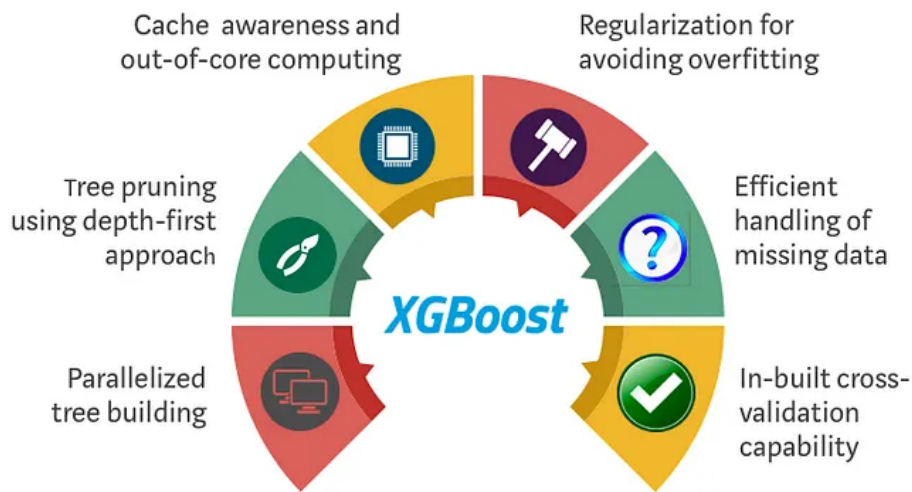 Cache awareness and
out-of-core computing
Regularization for
avoiding overfitting
Tree pruning
using depth-first
approach
Efficient
handling of
missing data
?
XGBoost
Parallelized
tree building
In-built cross-
validation
capability